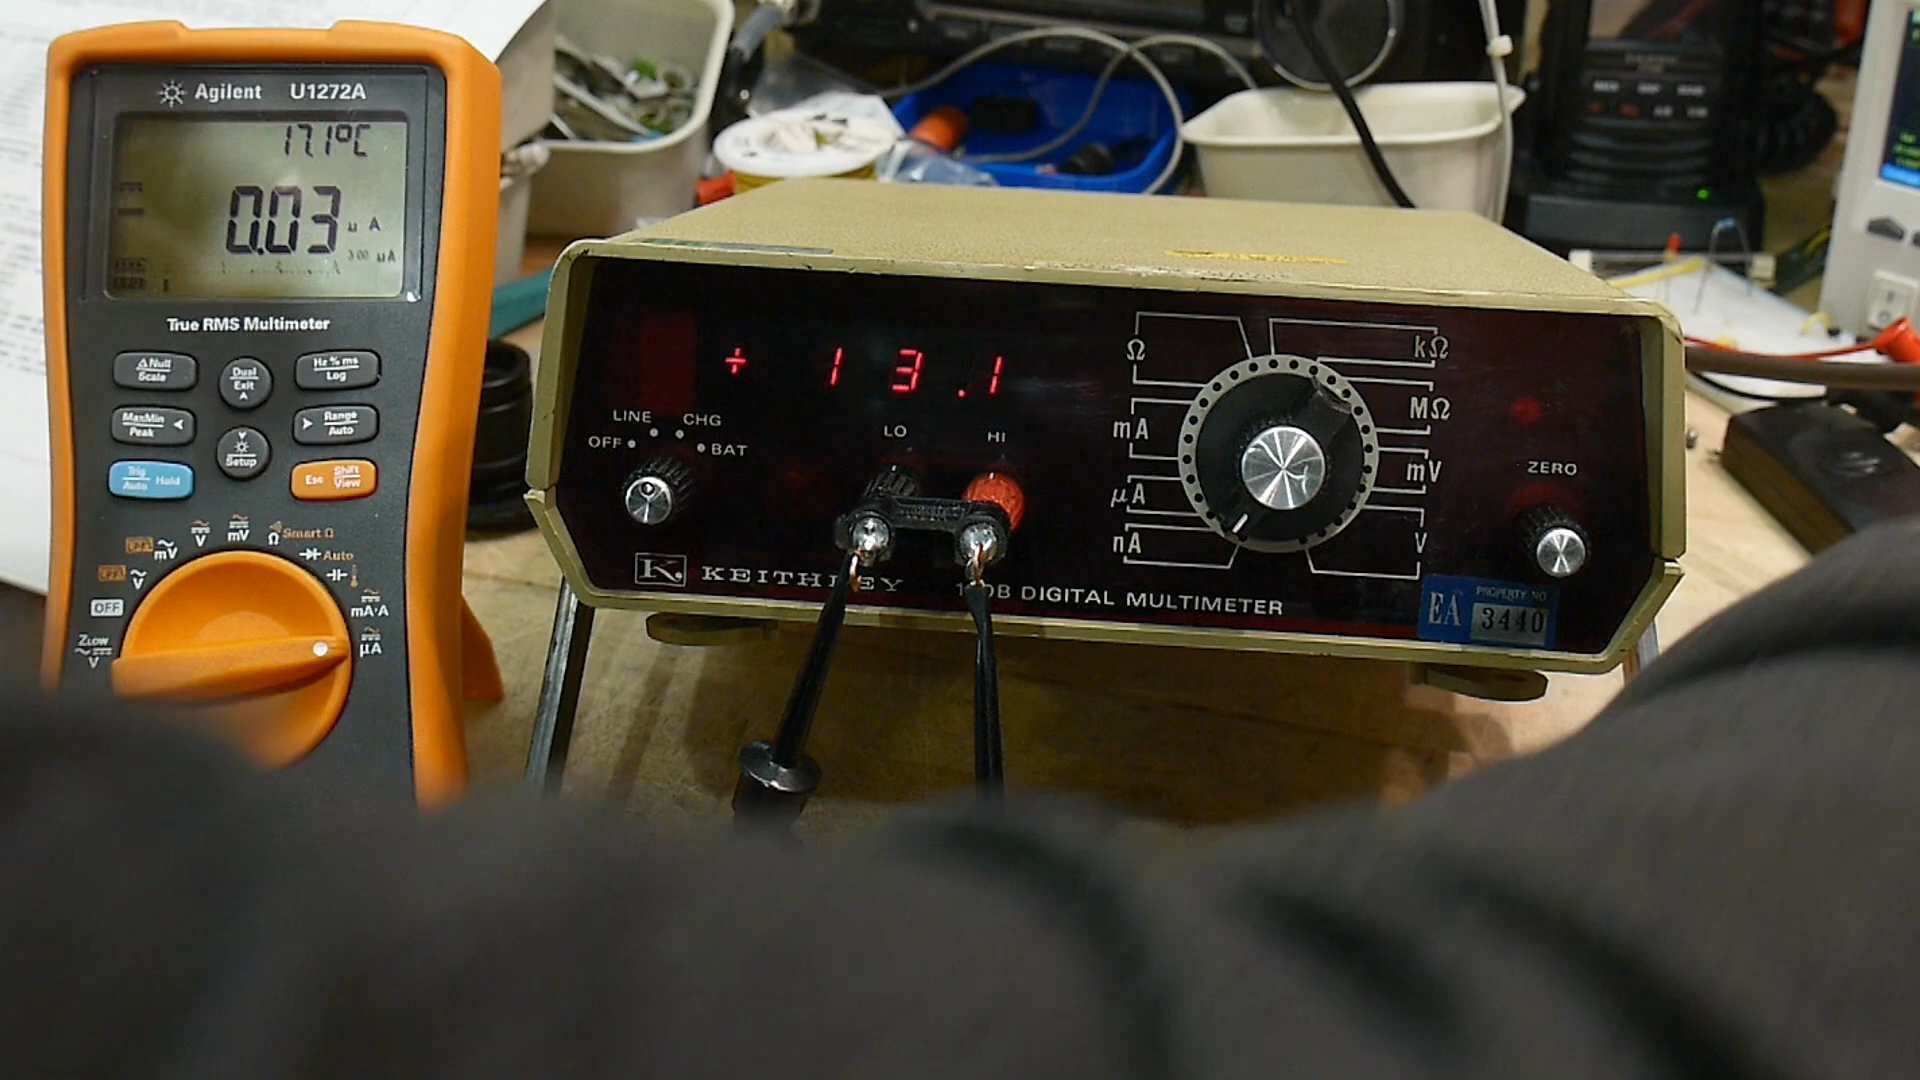 Agilent U1272A
17.1°C
0.03 μ A
3.00 μA
True RMS Multimeter
Δ Null
Scale
Dual
Exit
Hz % ms
Log
MaxMin
Peak
Range
Auto
Setup
Trig
Auto Hold
Esc Shift
View
Smart Ω
mV
V
mV
Ω
Auto
V
OFF
mA·A
ZLOW
V
μA
+ 1 3 .1
LINE
CHG
OFF
BAT
LO
HI
Ω
kΩ
mA
MΩ
μA
mV
nA
V
ZERO
K. KEITHLEY DIGITAL MULTIMETER
EA PROPERTY NO
3440